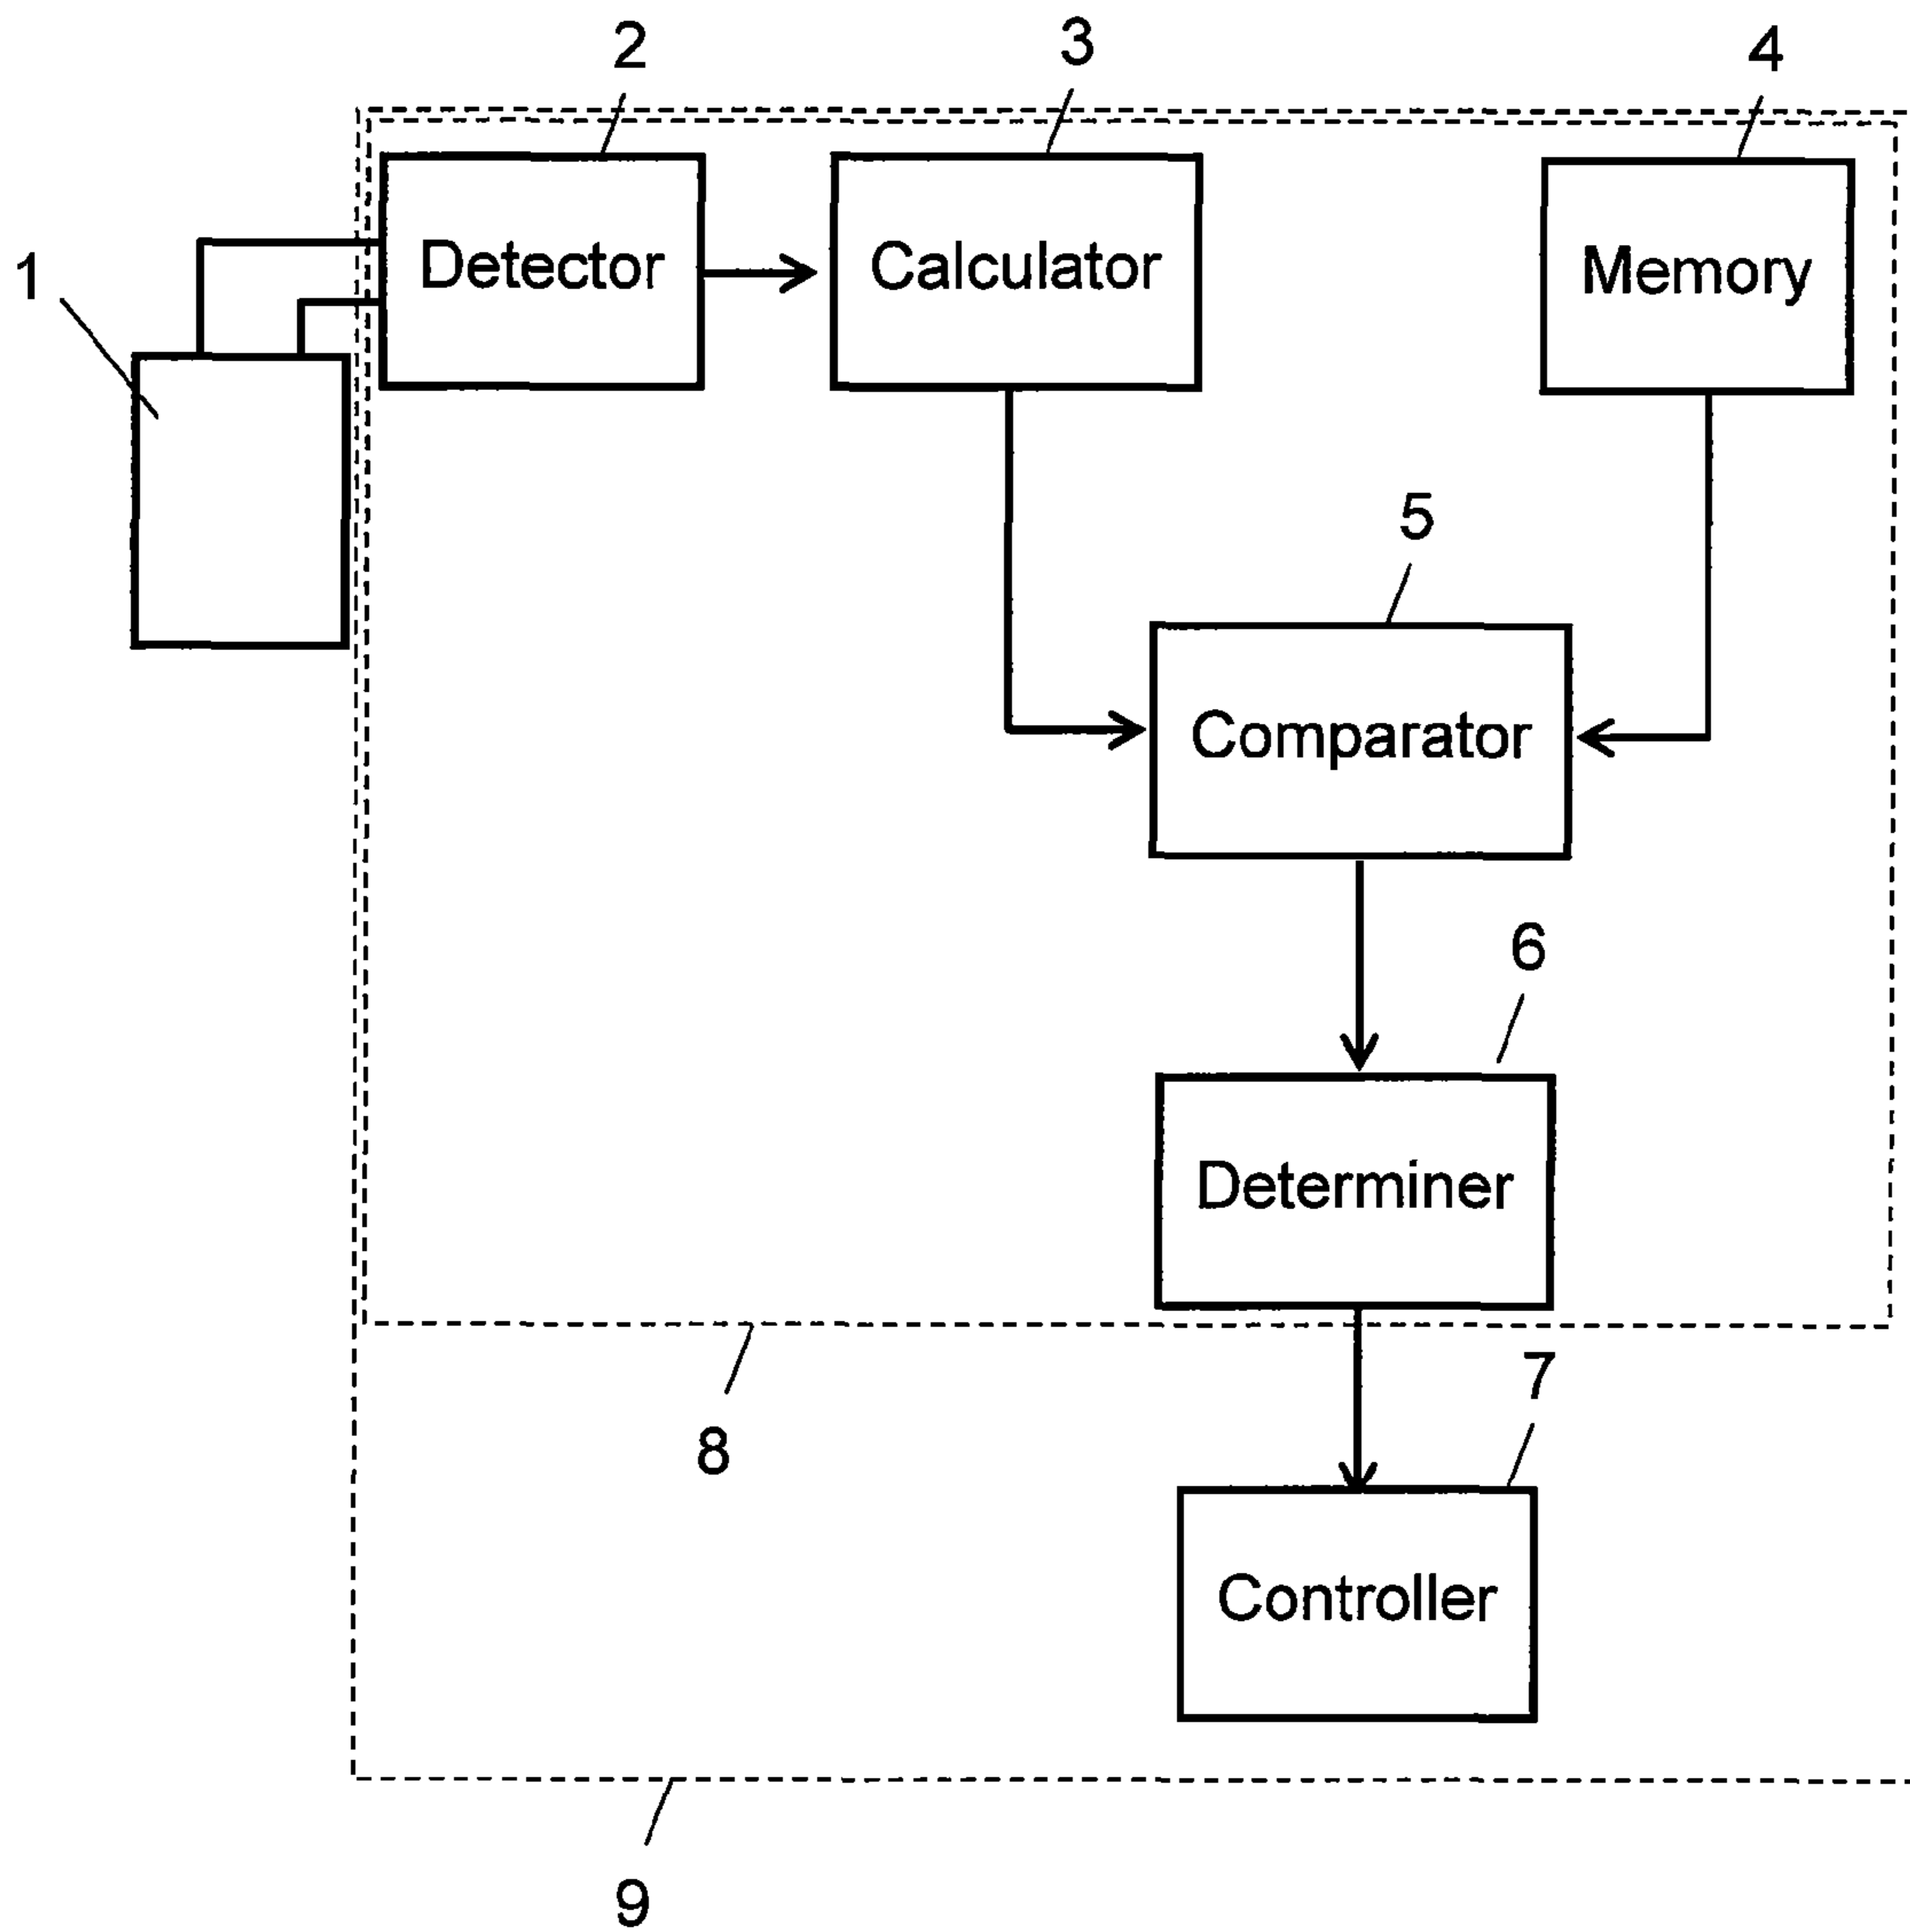 2
3
4
1
Detector
Calculator
Memory
5
Comparator
6
Determiner
7
8
Controller
9